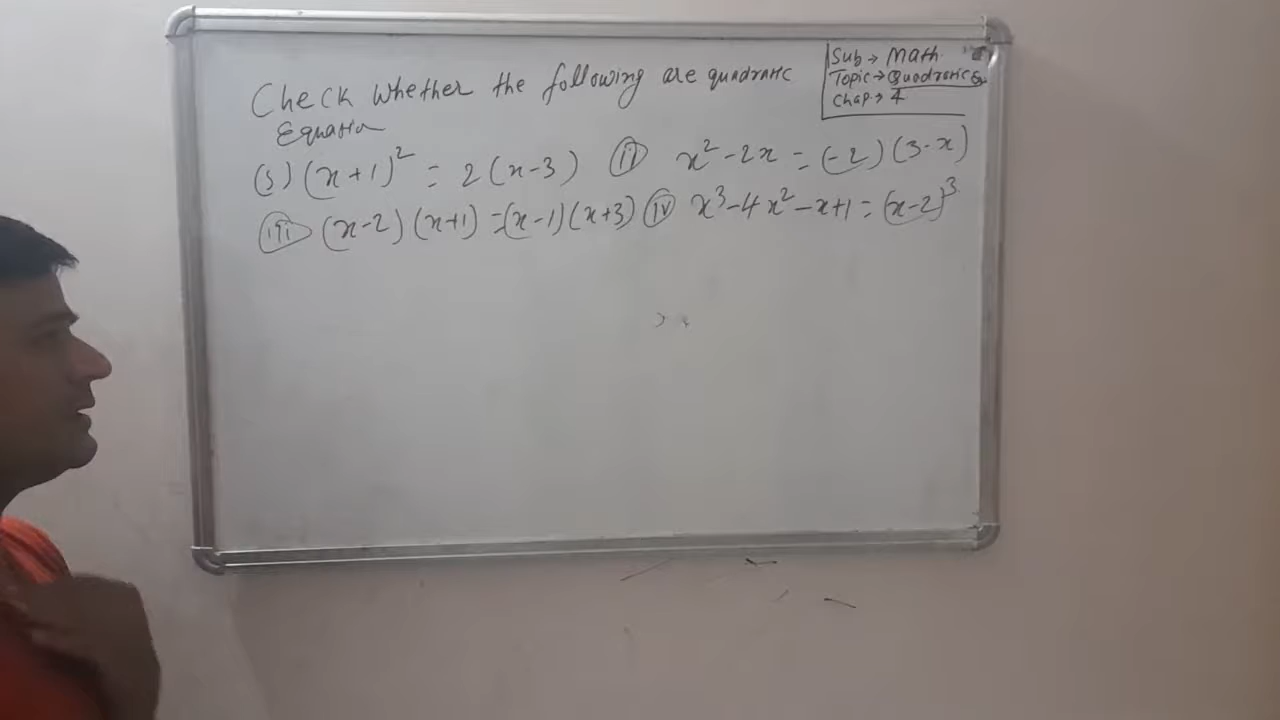 Check whether the following are quadratic
Equation
Sub → Math
Topic → Quadratic Eq
Chap → 4
(i) (x+1)² = 2(x-3) (ii) x² - 2x = (-2)(3-x)
(iii) (x-2)(x+1) = (x-1)(x+3) (iv) x³ - 4x² - x + 1 = (x-2)³